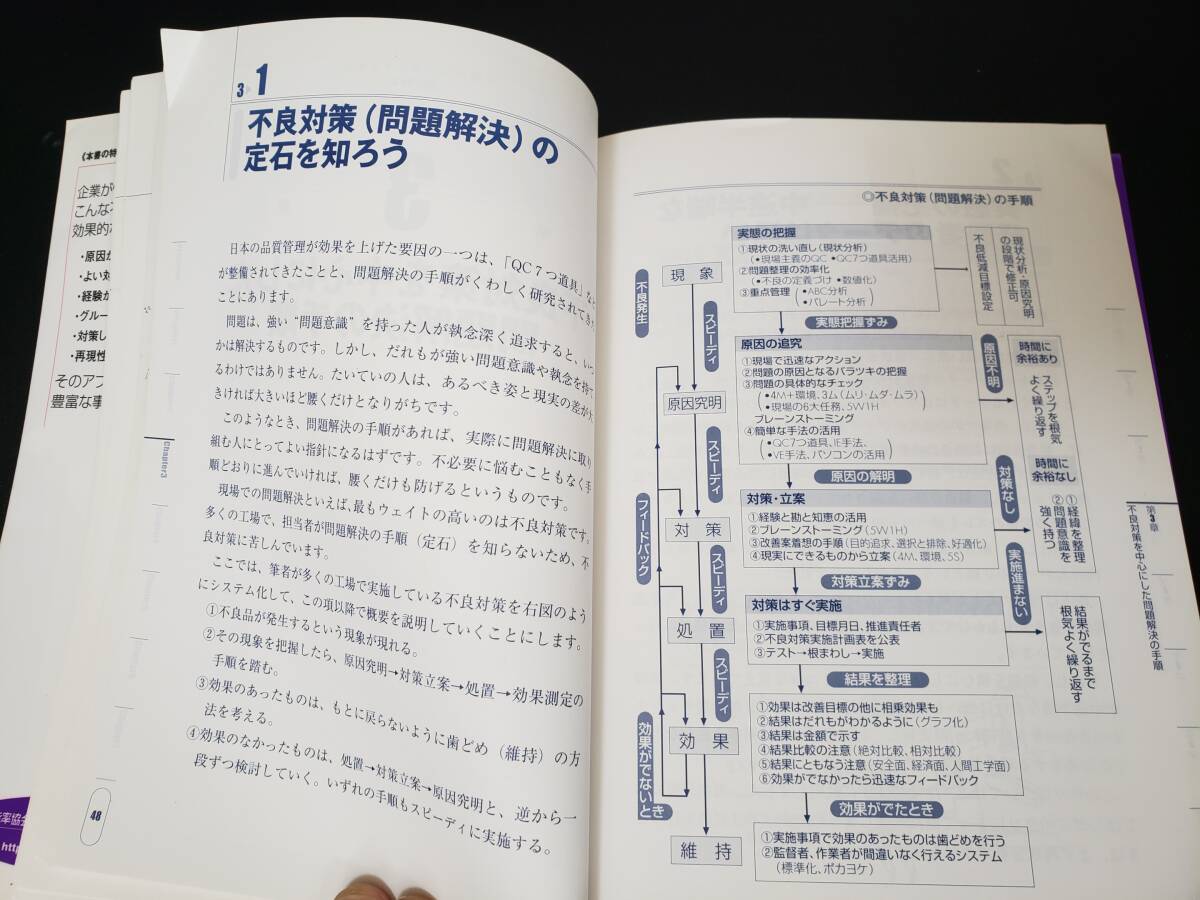 《本書の特
企業が
こんな
効果的な
・原因が
・よい対
・経験が
・グルー
・対策し
・再現性
そのアフ
豊富な事
率協会
http
3 1
不良対策(問題解決)の
定石を知ろう
日本の品質管理が効果を上げた要因の一つは、「QC7つ道具」など
が整備されてきたことと、問題解決の手順がくわしく研究されてきた
ことにあります。
問題は、強い“問題意識”を持った人が執念深く追求すると、いつ
かは解決するものです。しかし、だれもが強い問題意識や執念を持て
るわけではありません。たいていの人は、あるべき姿と現実の差が大
きければ大きいほど腰くだけとなりがちです。
このようなとき、問題解決の手順があれば、実際に問題解決に取り
組む人にとってよい指針になるはずです。不必要に悩むこともなく手
順どおりに進んでいければ、腰くだけも防げるというものです。
現場での問題解決といえば、最もウェイトの高いのは不良対策です。
多くの工場で、担当者が問題解決の手順(定石)を知らないため、不
良対策に苦しんでいます。
ここでは、筆者が多くの工場で実施している不良対策を右図のよう
にシステム化して、この項以降で概要を説明していくことにします。
①不良品が発生するという現象が現れる。
②その現象を把握したら、原因究明→対策立案→処置→効果測定の
手順を踏む。
③効果のあったものは、もとに戻らないように歯どめ(維持)の方
法を考える。
④効果のなかったものは、処置→対策立案→原因究明と、逆から一
段ずつ検討していく。いずれの手順もスピーディに実施する。
Chapter3
48
◎不良対策(問題解決)の手順
不良発生
現象
スピーディ
原因究明
スピーディ
フィードバック
対策
スピーディ
処置
スピーディ
効果がでないとき
効果
維持
実態の把握
①現状の洗い直し(現状分析)
(•現場主義のQC •QC7つ道具活用)
②問題整理の効率化
(•不良の定義づけ •数値化)
③重点管理(•ABC分析
•パレート分析)
実態把握ずみ
原因の追究
①現場で迅速なアクション
②問題の原因となるバラツキの把握
③問題の具体的なチェック
(•4M+環境、3ム(ムリ・ムダ・ムラ)
•現場の6大任務、5W1H)
ブレーンストーミング
④簡単な手法の活用
(•QC7つ道具、IE手法、
•VE手法、パソコンの活用)
原因の解明
対策・立案
①経験と勘と知恵の活用
②ブレーンストーミング(5W1H)
③改善案着想の手順(目的追求、選択と排除、好適化)
④現実にできるものから立案(4M、環境、5S)
対策立案ずみ
対策はすぐ実施
①実施事項、目標月日、推進責任者
②不良対策実施計画表を公表
③テスト→根まわし→実施
結果を整理
①効果は改善目標の他に相乗効果も
②結果はだれもがわかるように(グラフ化)
③結果は金額で示す
④結果比較の注意(絶対比較、相対比較)
⑤結果にともなう注意(安全面、経済面、人間工学面)
⑥効果がでなかったら迅速なフィードバック
効果がでたとき
①実施事項で効果のあったものは歯どめを行う
②監督者、作業者が間違いなく行えるシステム
(標準化、ポカヨケ)
現状分析・原因究明
の段階で修正可
不良低減目標設定
原因不明
時間に
余裕あり
ステップを根気
よく繰り返す
対策なし
時間に
余裕なし
①経緯を整理
②問題意識を
強く持つ
実施進まない
結果がでるまで
根気よく繰り返す
第3章
不良対策を中心にした問題解決の手順